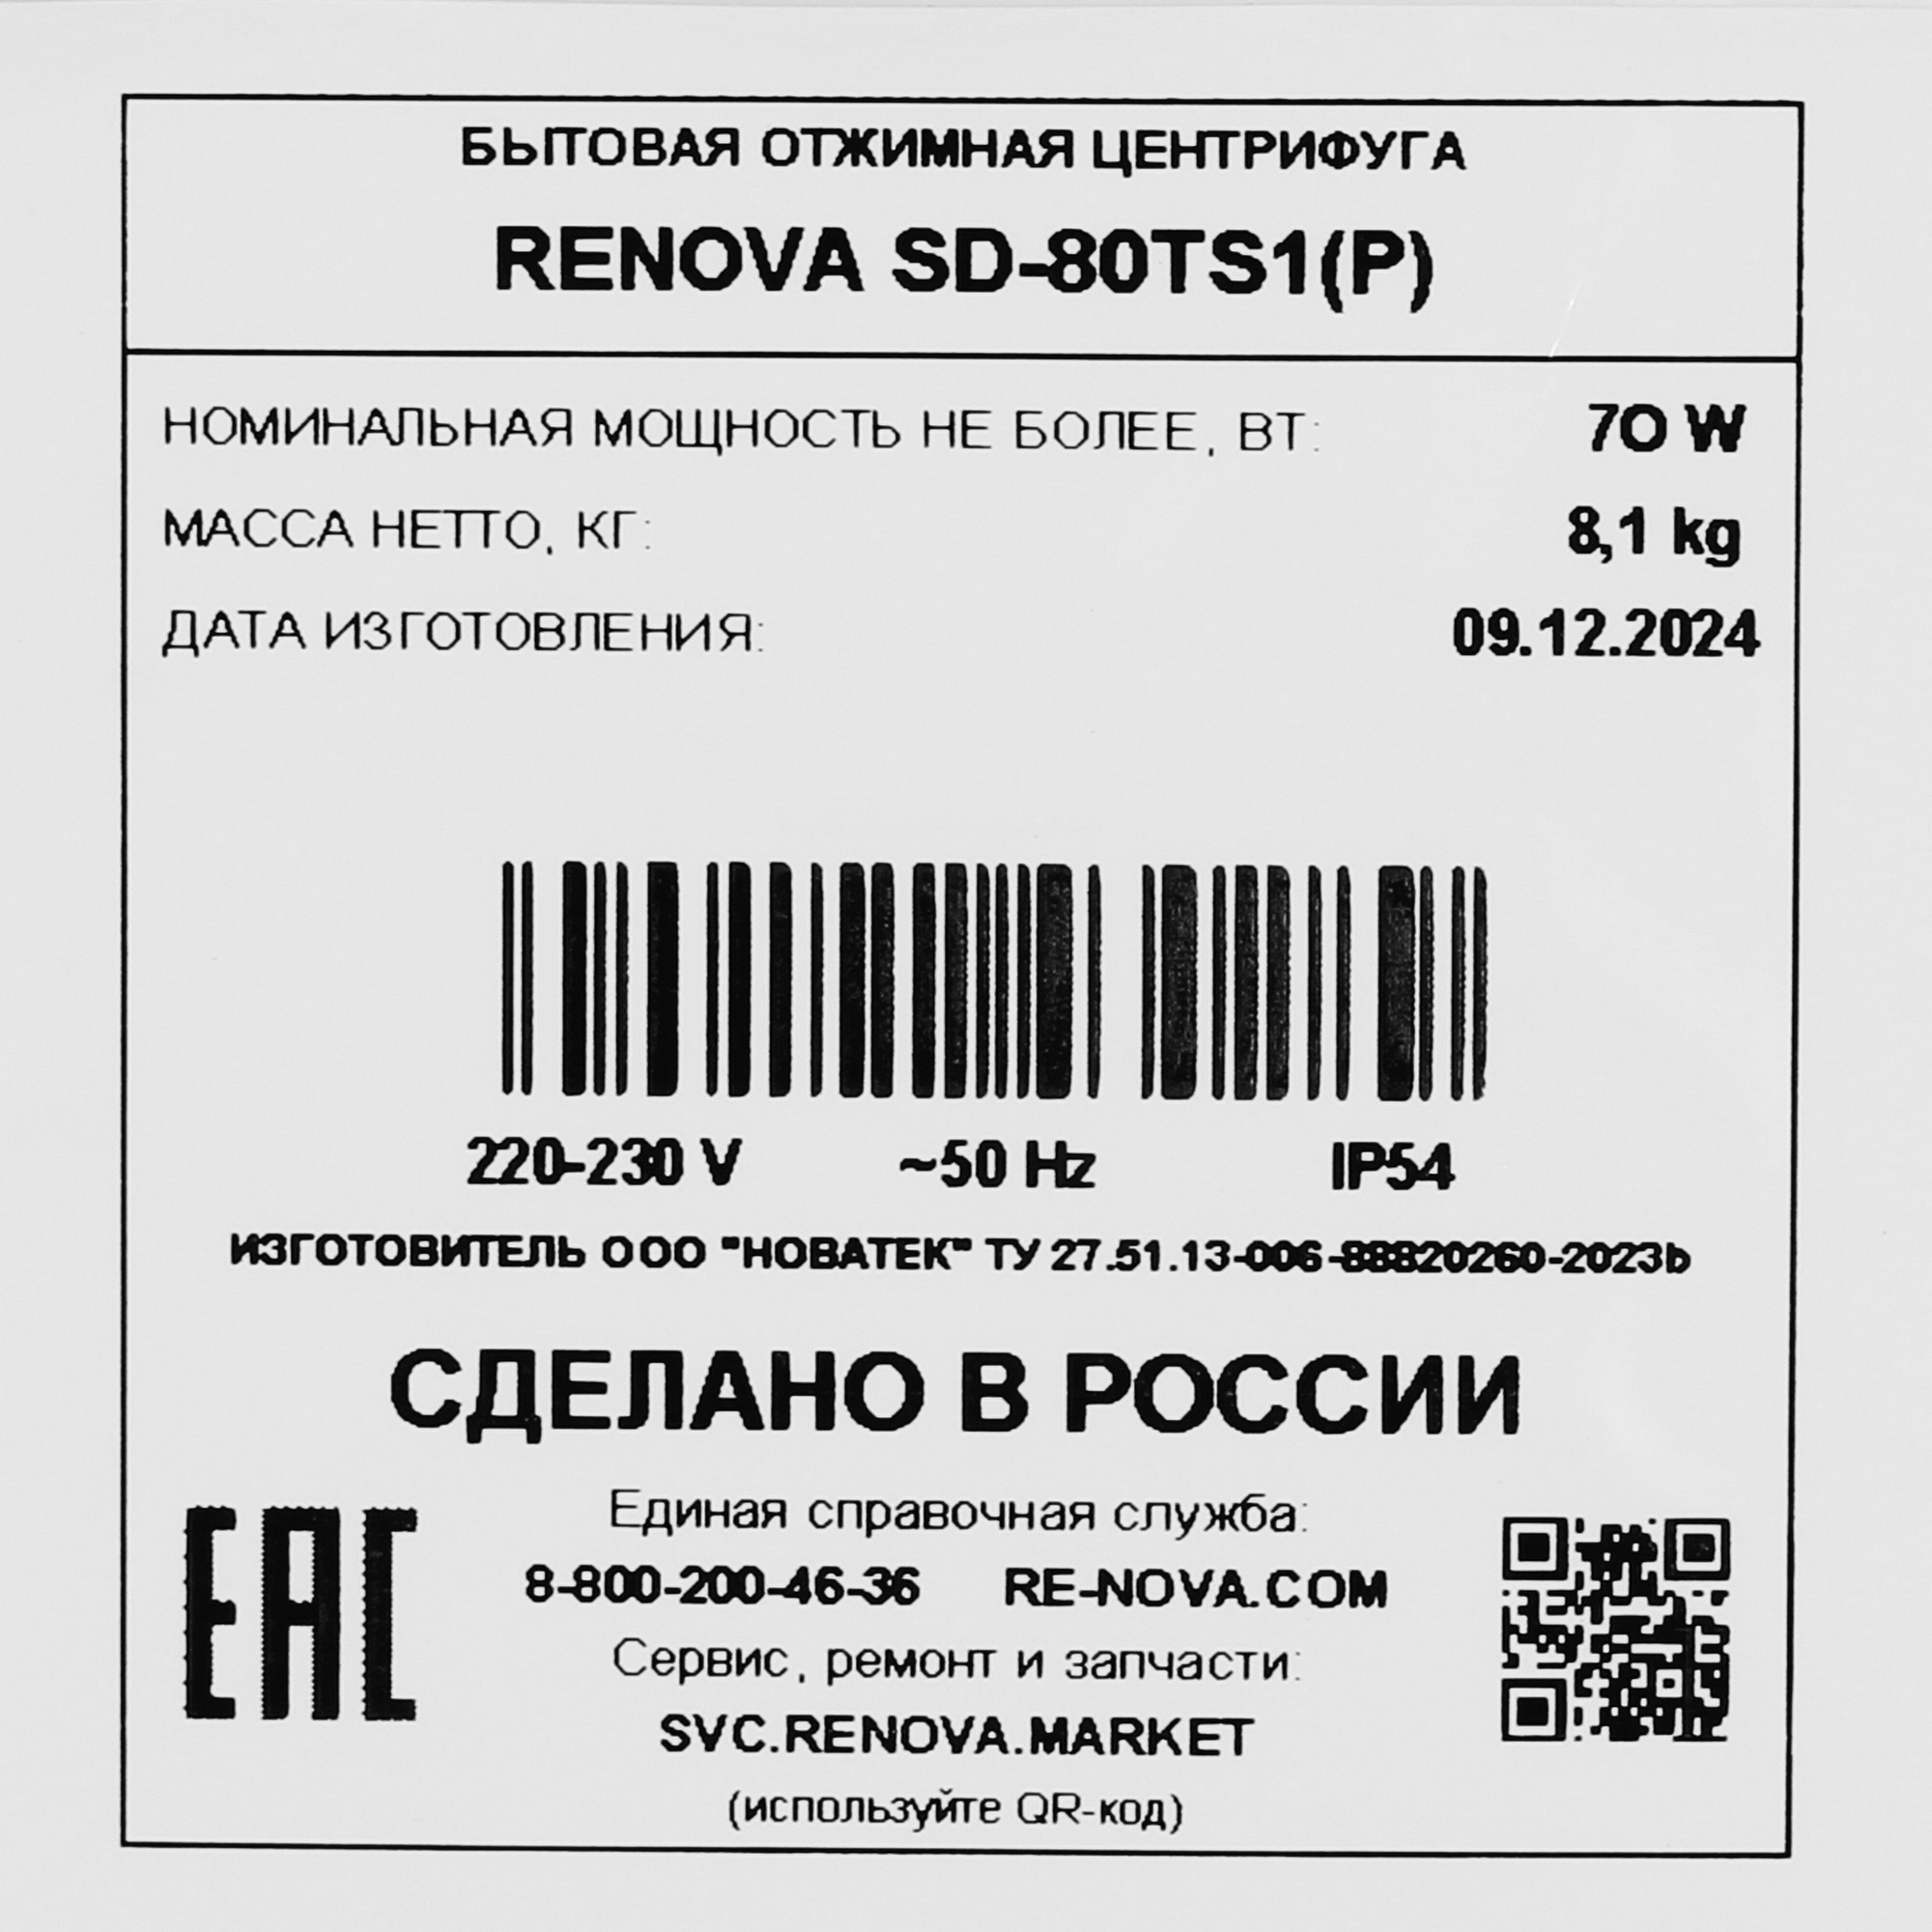 БЫТОВАЯ ОТЖИМНАЯ ЦЕНТРИФУГА
RENOVA SD-80TS1(P)
НОМИНАЛЬНАЯ МОЩНОСТЬ НЕ БОЛЕЕ, ВТ: 70 W
МАССА НЕТТО, КГ: 8,1 kg
ДАТА ИЗГОТОВЛЕНИЯ: 09.12.2024
220-230 V ~50 Hz IP54
ИЗГОТОВИТЕЛЬ ООО "НОВАТЕК" ТУ 27.51.13-006-88820260-2023b
СДЕЛАНО В РОССИИ
EAC
Единая справочная служба:
8-800-200-46-36 RE-NOVA.COM
Сервис, ремонт и запчасти:
SVC.RENOVA.MARKET
(используйте QR-код)